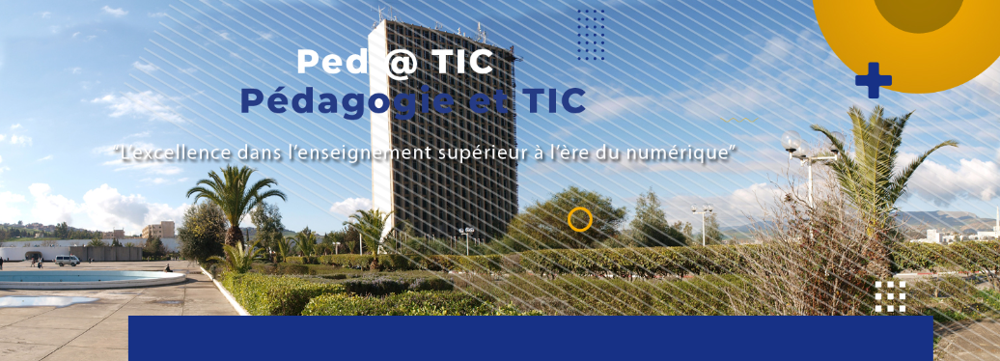 Ped@ TIC
Pédagogie et TIC
“L’excellence dans l’enseignement supérieur à l’ère du numérique”